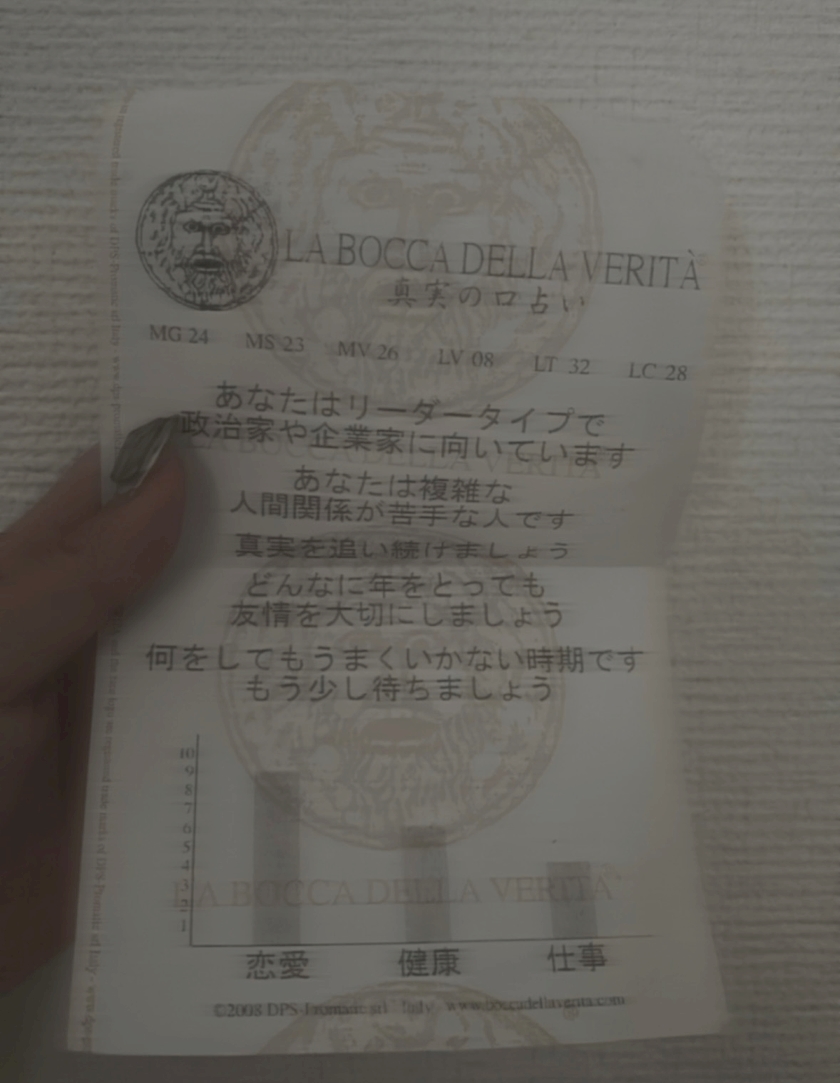 LA BOCCA DELLA VERITÀ
真実の口占い
MG 24 MS 23 MV 26 LV 08 LT 32 LC 28
あなたはリーダータイプで
政治家や企業家に向いています
あなたは複雑な
人間関係が苦手な人です
真実を追い続けましょう
どんなに年をとっても
友情を大切にしましょう
何をしてもうまくいかない時期です
もう少し待ちましょう
10
9
8
7
6
5
4
3
2
1
LA BOCCA DELLA VERITÀ
恋愛 健康 仕事
©2008 DPS Promatic srl Italy www.boccadellaverita.com